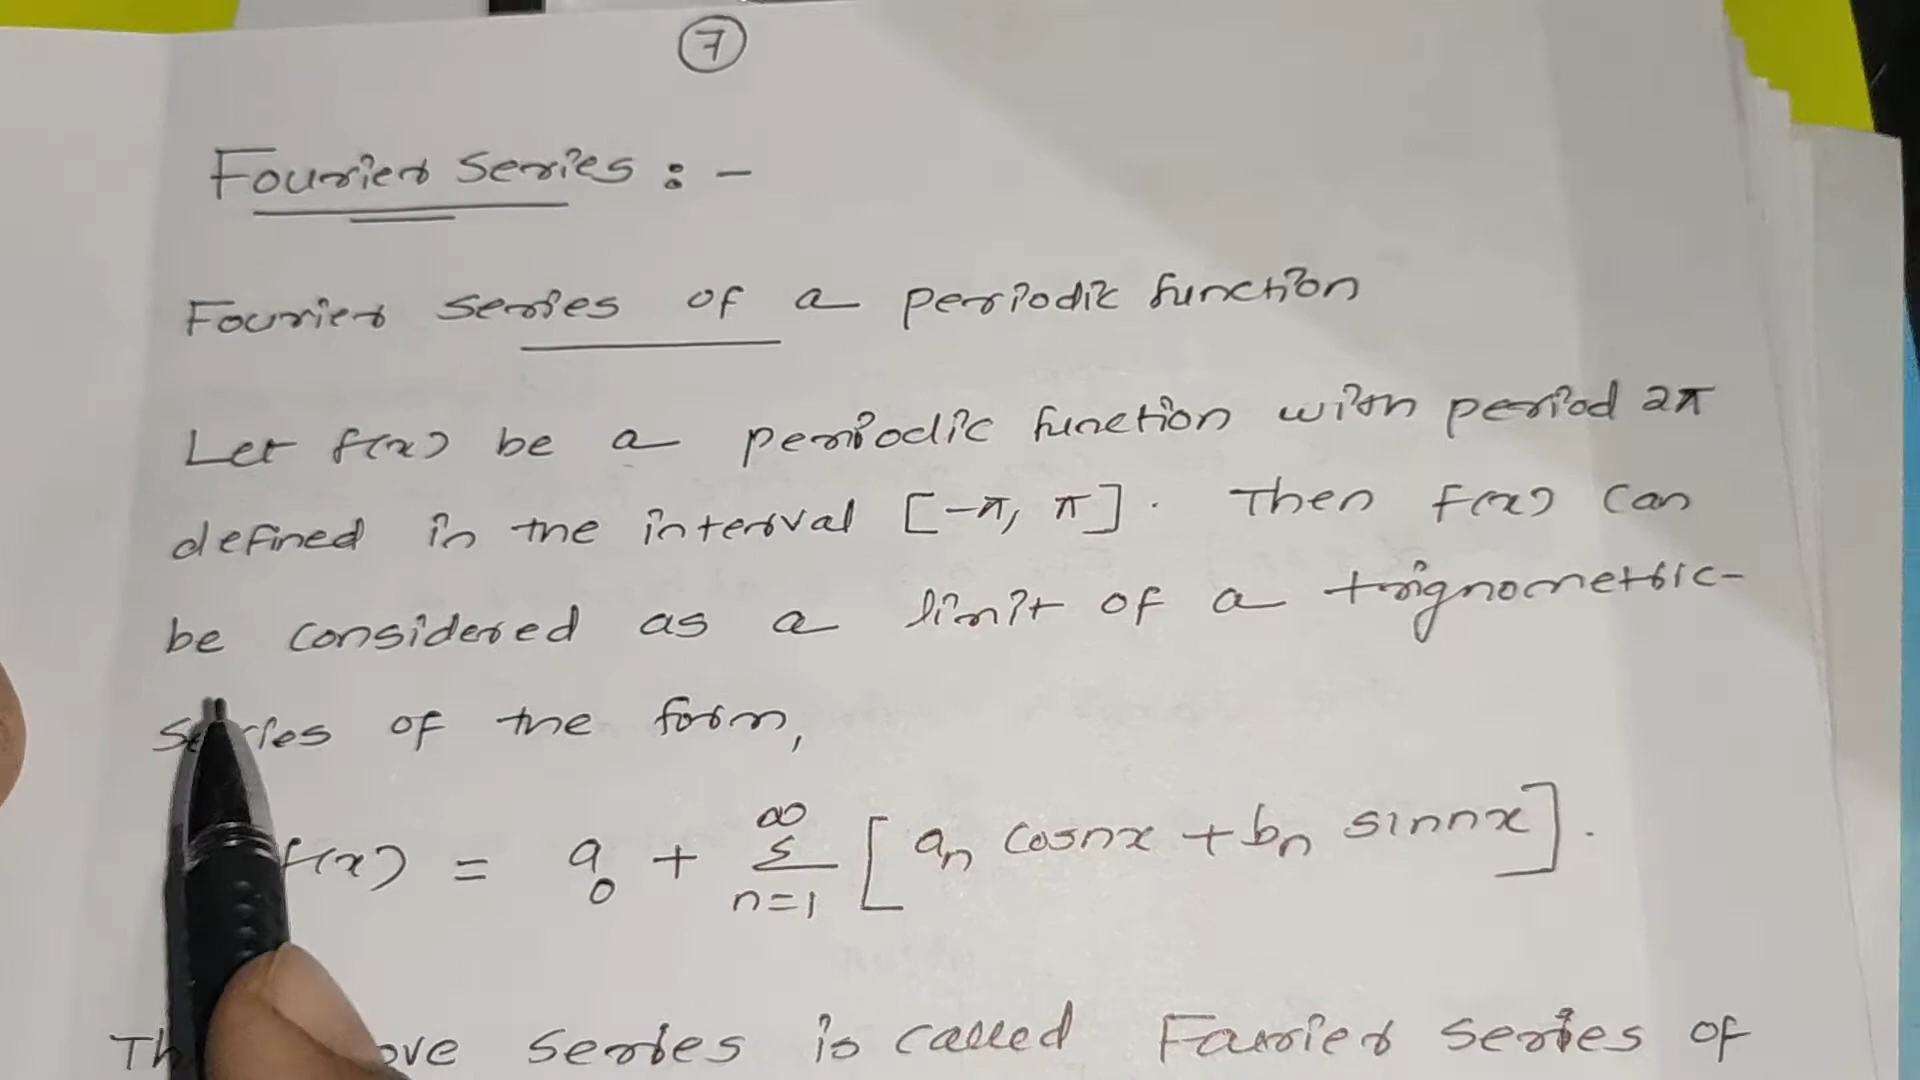 7
Fourier series : -
Fourier series of a periodic function
Let f(x) be a periodic function with period 2π
defined in the interval [-π, π]. Then f(x) can
be considered as a limit of a trignometric-
series of the form,
f(x) = a₀ + ∞ Σ n=1 [ aₙ cosnx + bₙ sinnx ].
series is called Fourier series of